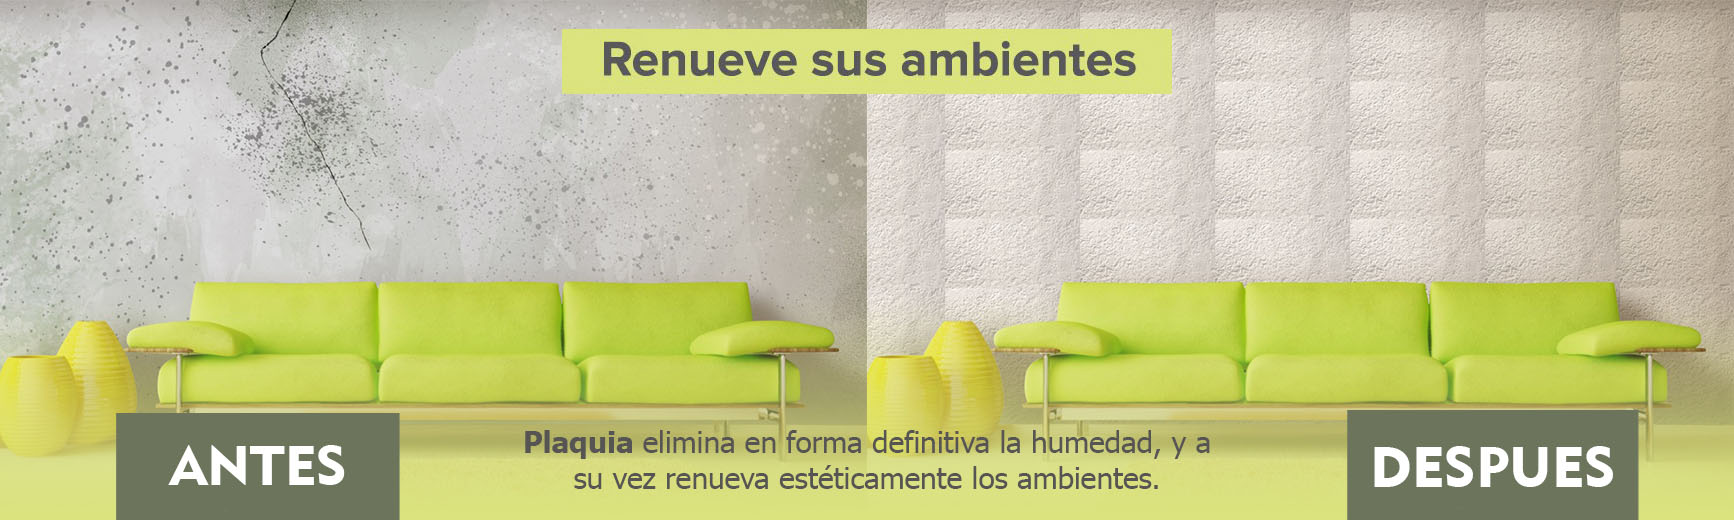 Renueve sus ambientes
ANTES
Plaquia elimina en forma definitiva la humedad, y a
su vez renueva estéticamente los ambientes.
DESPUES